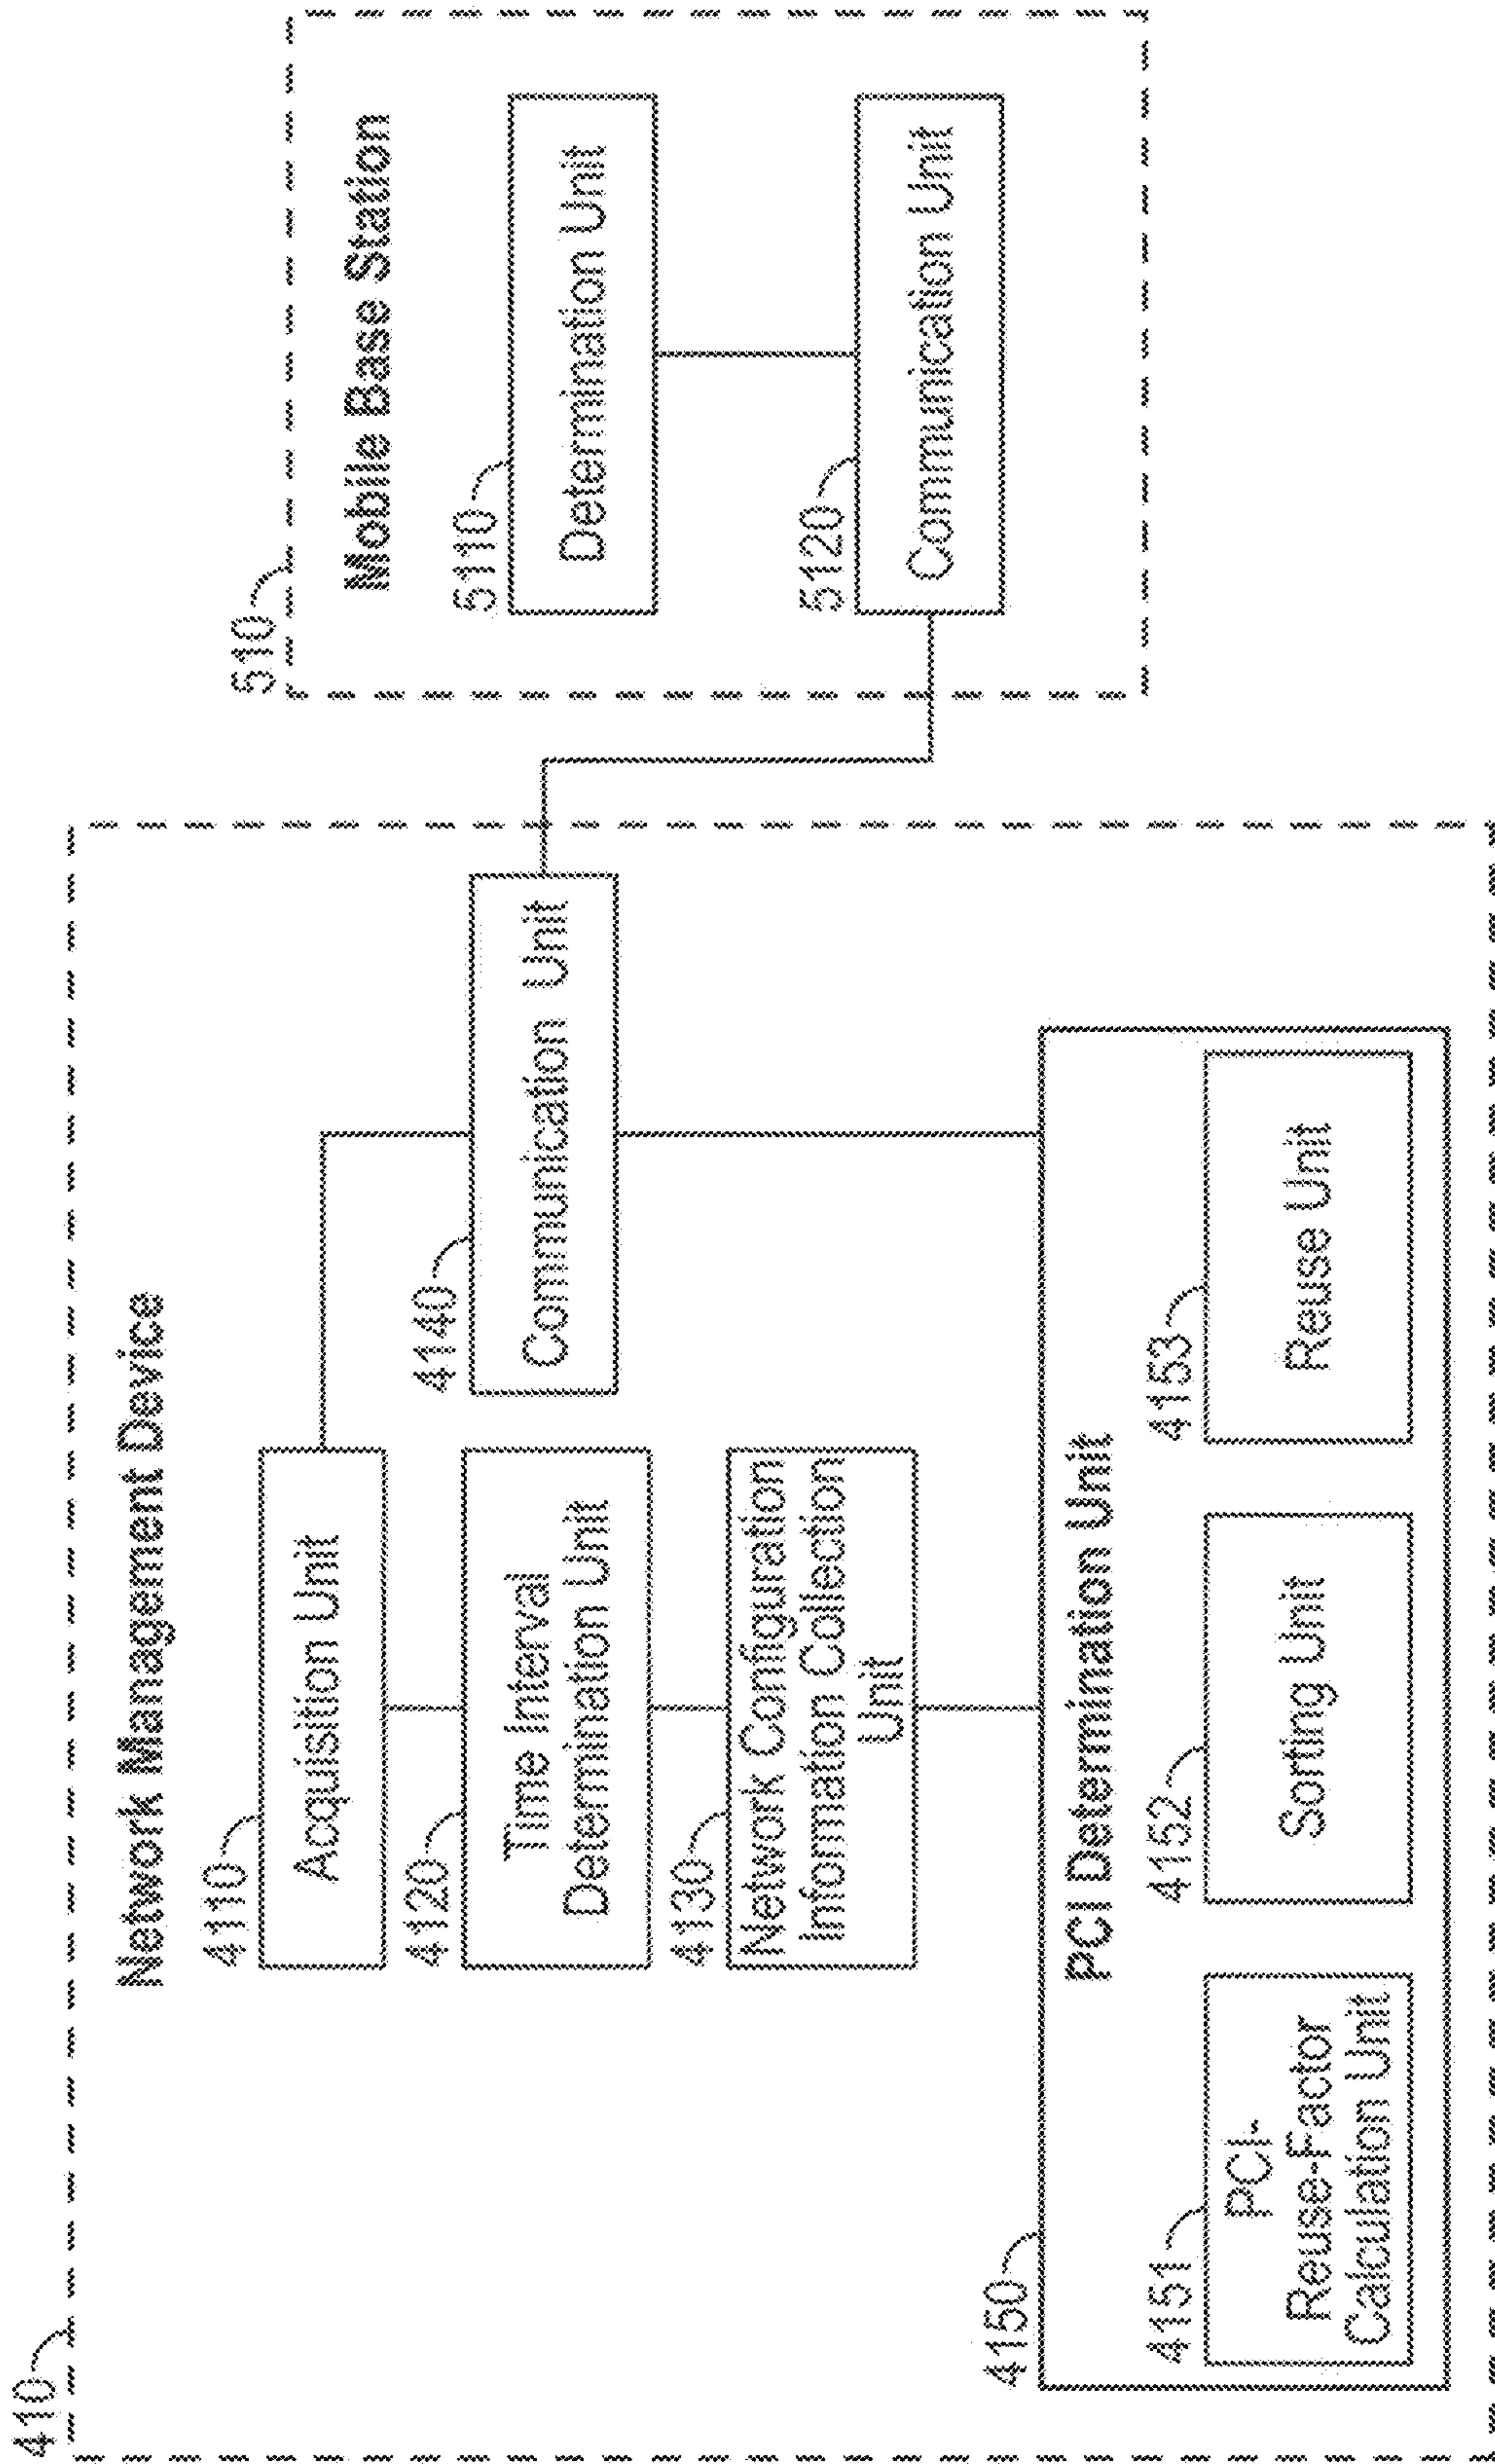 410
Network Management Device
4110
Acquisition Unit
4120
Time Interval
Determination Unit
4130
Network Configuration
Information Collection
Unit
4140
Communication Unit
4150
PCI Determination Unit
4151
PCI-
Reuse-Factor
Calculation Unit
4152
Sorting Unit
4153
Reuse Unit
510
Mobile Base Station
5110
Determination Unit
5120
Communication Unit